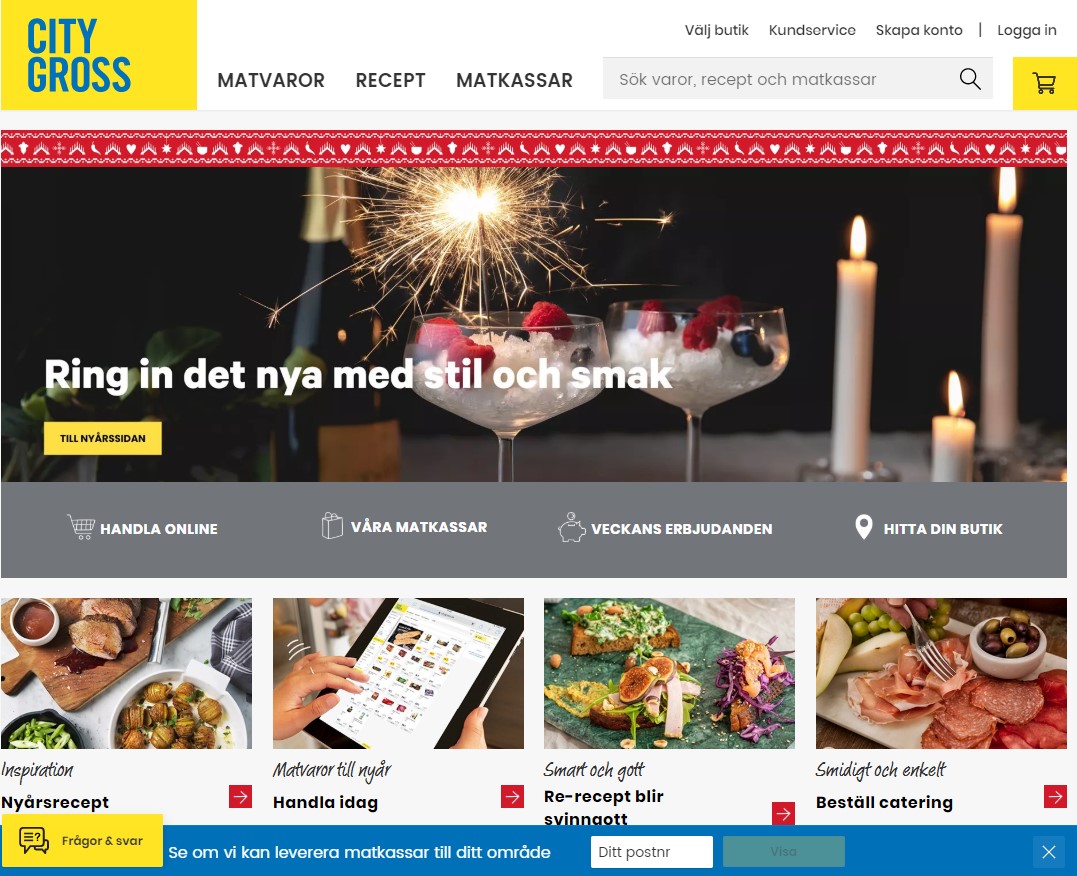 CITY
GROSS
Välj butik Kundservice Skapa konto | Logga in
MATVAROR RECEPT MATKASSAR Sök varor, recept och matkassar
Ring in det nya med stil och smak
TILL NYÅRSSIDAN
HANDLA ONLINE VÅRA MATKASSAR VECKANS ERBJUDANDEN HITTA DIN BUTIK
Inspiration
Nyårsrecept
Matvaror till nyår
Handla idag
Smart och gott
Re-recept blir
svinngott
Smidigt och enkelt
Beställ catering
Frågor & svar
Se om vi kan leverera matkassar till ditt område Ditt postnr Visa